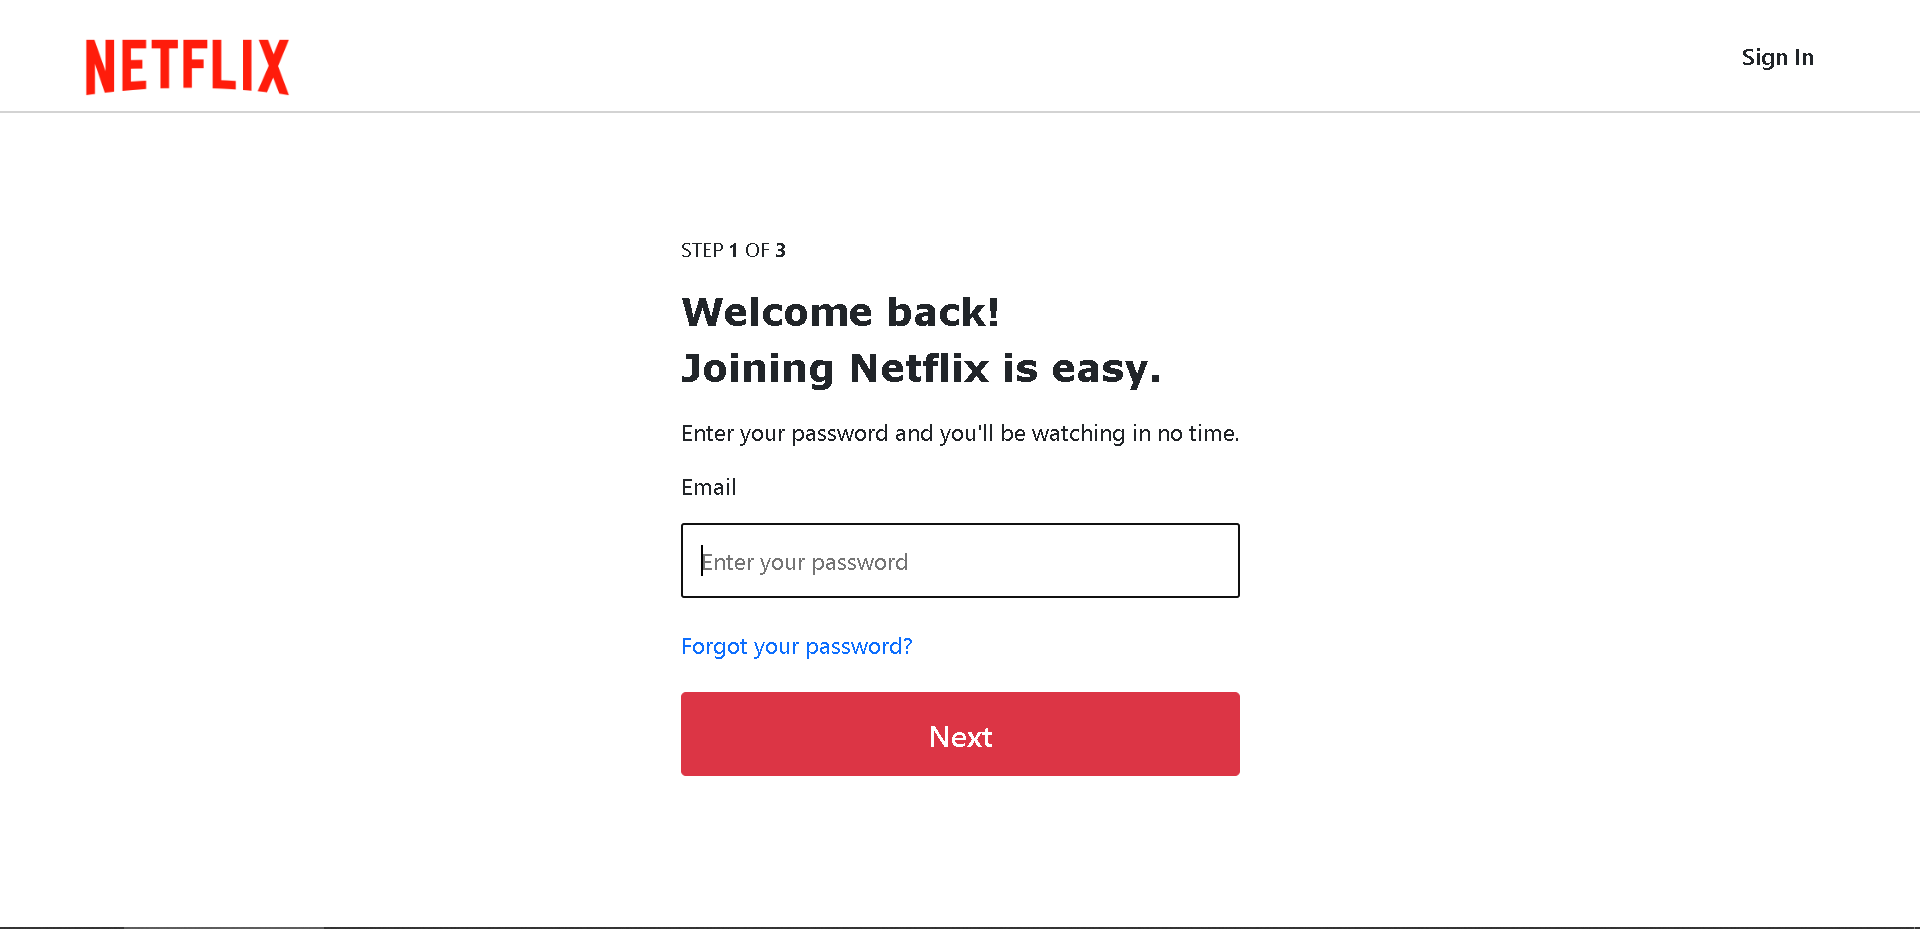 NETFLIX
Sign In
STEP 1 OF 3
Welcome back!
Joining Netflix is easy.
Enter your password and you'll be watching in no time.
Email
Enter your password
Forgot your password?
Next